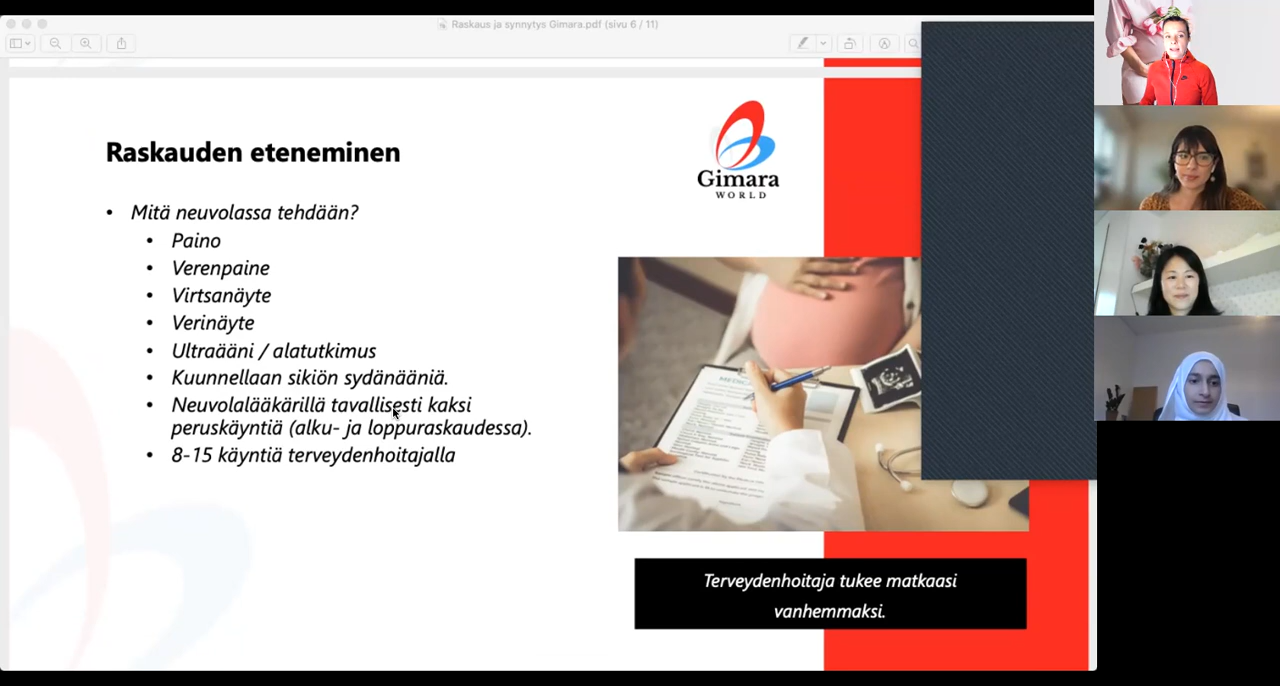 Raskaus ja synnytys Gimara.pdf (sivu 6 / 11)
Raskauden eteneminen
• Mitä neuvolassa tehdään?
• Paino
• Verenpaine
• Virtsanäyte
• Verinäyte
• Ultraääni / alatutkimus
• Kuunnellaan sikiön sydänääniä.
• Neuvolalääkärillä tavallisesti kaksi
peruskäyntiä (alku- ja loppuraskaudessa).
• 8-15 käyntiä terveydenhoitajalla
Gimara
WORLD
Terveydenhoitaja tukee matkaasi
vanhemmaksi.